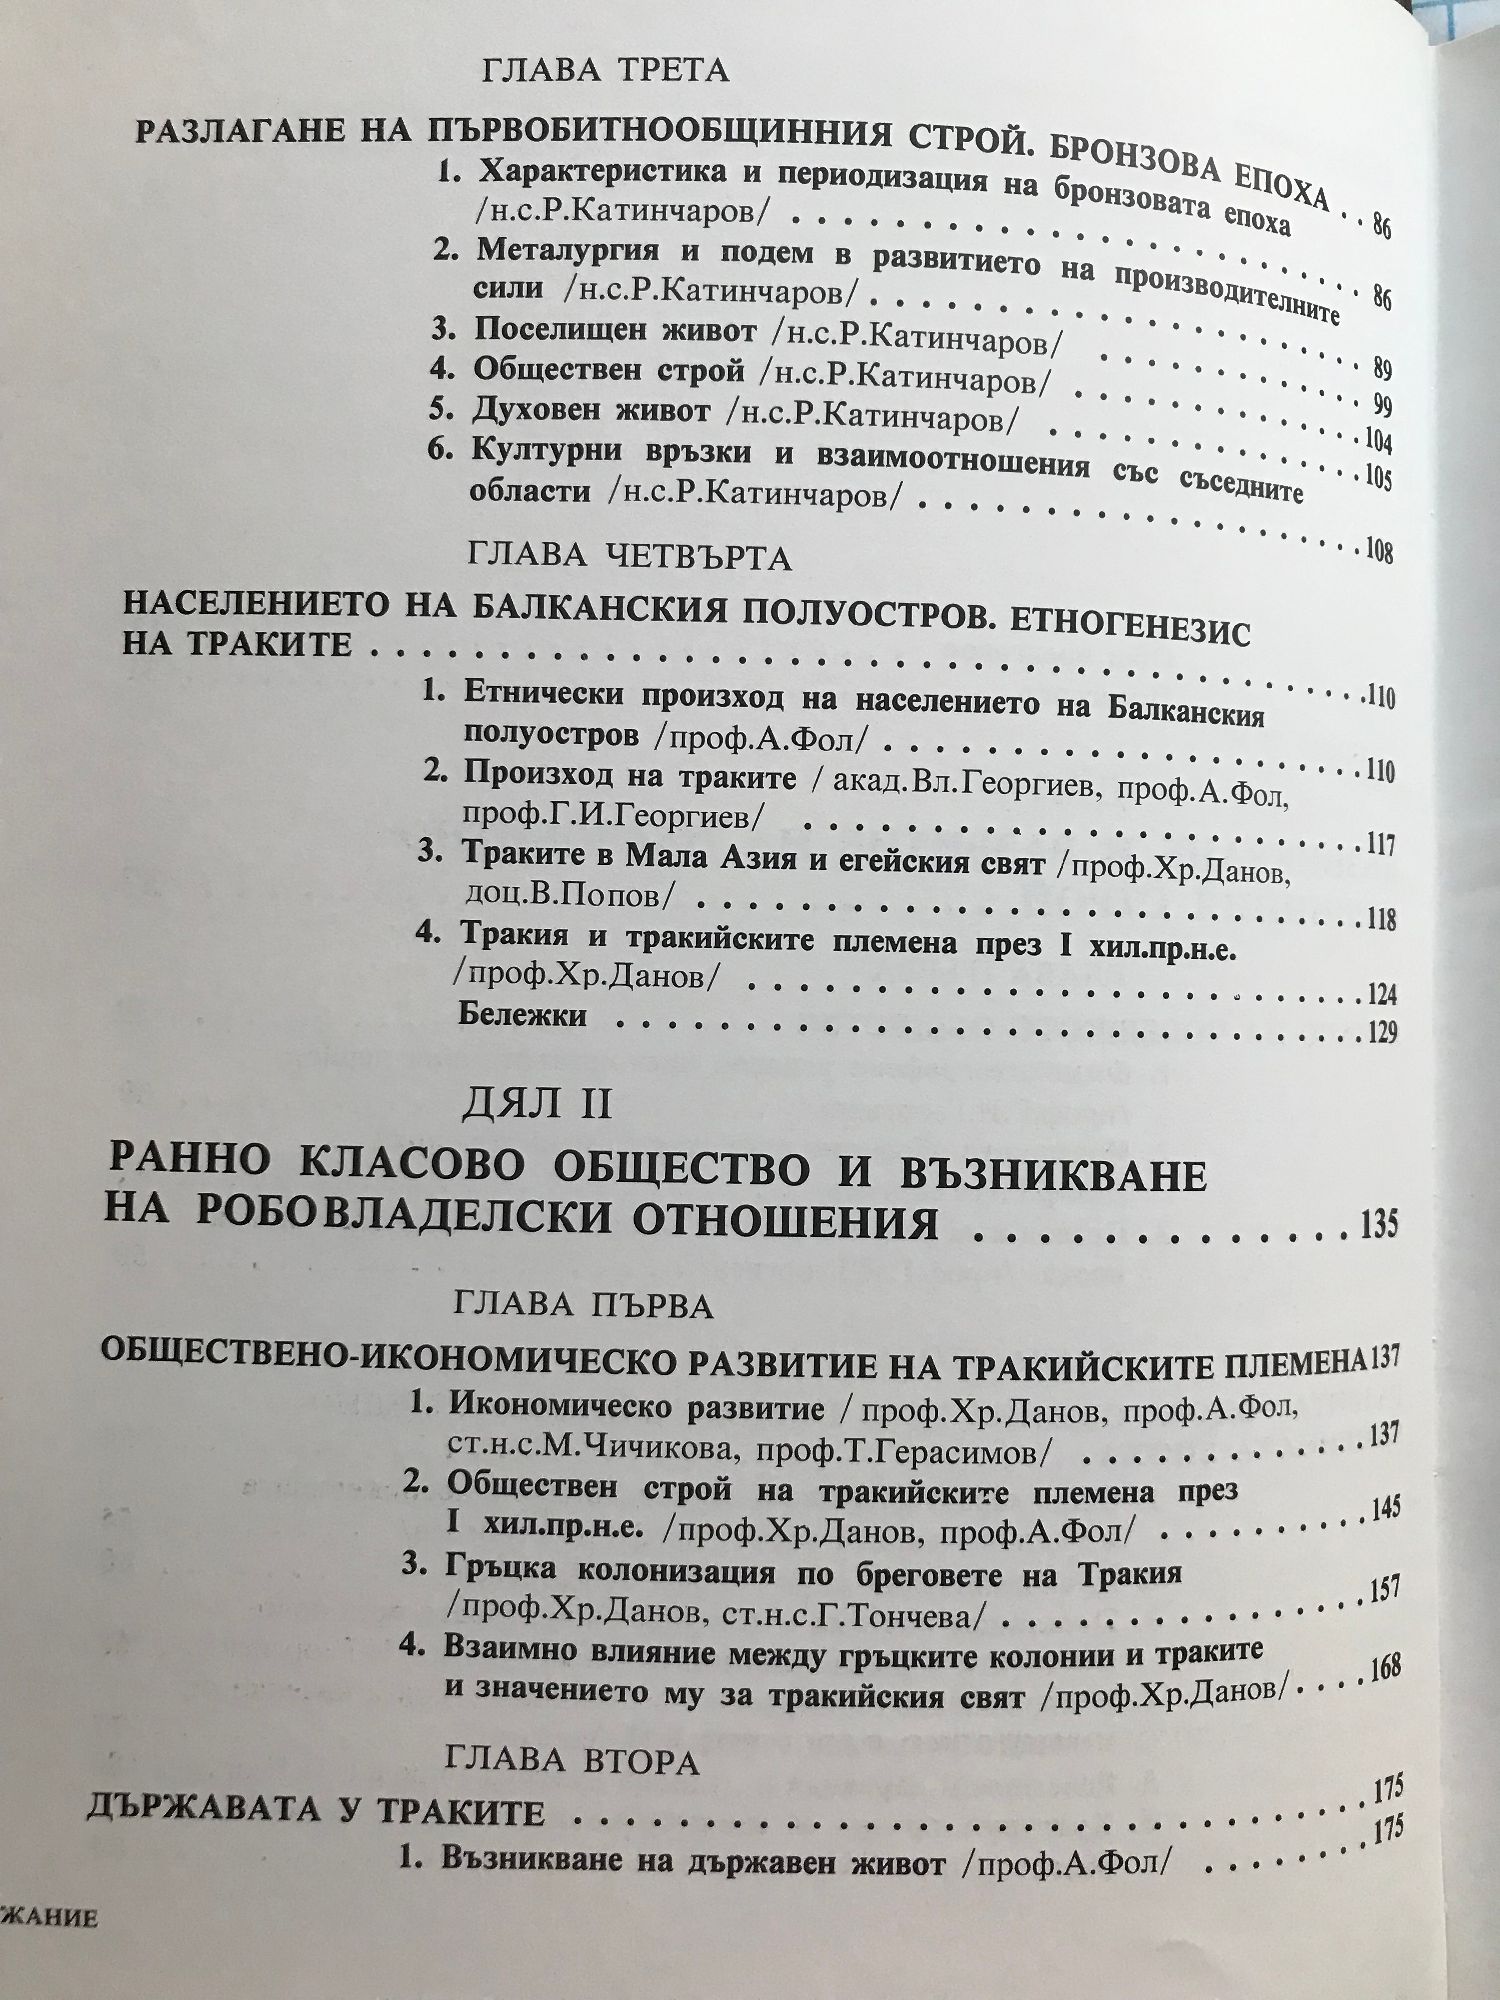 ГЛАВА ТРЕТА
РАЗЛАГАНЕ НА ПЪРВОБИТНООБЩИННИЯ СТРОЙ. БРОНЗОВА ЕПОХА . . 86
1. Характеристика и периодизация на бронзовата епоха
/н.с.Р.Катинчаров/ . . . . . . . . . . . . . . . . . . . . 86
2. Металургия и подем в развитието на производителните
сили /н.с.Р.Катинчаров/ . . . . . . . . . . . . . . . . . . 89
3. Поселищен живот /н.с.Р.Катинчаров/ . . . . . . . . . . . 99
4. Обществен строй /н.с.Р.Катинчаров/ . . . . . . . . . . . 104
5. Духовен живот /н.с.Р.Катинчаров/ . . . . . . . . . . . . 105
6. Културни връзки и взаимоотношения със съседните
области /н.с.Р.Катинчаров/ . . . . . . . . . . . . . . . . 108
ГЛАВА ЧЕТВЪРТА
НАСЕЛЕНИЕТО НА БАЛКАНСКИЯ ПОЛУОСТРОВ. ЕТНОГЕНЕЗИС
НА ТРАКИТЕ . . . . . . . . . . . . . . . . . . . . . . . . 110
1. Етнически произход на населението на Балканския
полуостров /проф.А.Фол/ . . . . . . . . . . . . . . . . . . 110
2. Произход на траките / акад.Вл.Георгиев, проф.А.Фол,
проф.Г.И.Георгиев/ . . . . . . . . . . . . . . . . . . . . 117
3. Траките в Мала Азия и егейския свят /проф.Хр.Данов,
доц.В.Попов/ . . . . . . . . . . . . . . . . . . . . . . . 118
4. Тракия и тракийските племена през I хил.пр.н.е.
/проф.Хр.Данов/ . . . . . . . . . . . . . . . . . . . . . . 124
Бележки . . . . . . . . . . . . . . . . . . . . . . . . . . 129
ДЯЛ II
РАННО КЛАСОВО ОБЩЕСТВО И ВЪЗНИКВАНЕ
НА РОБОВЛАДЕЛСКИ ОТНОШЕНИЯ . . . . . . . . . . . . 135
ГЛАВА ПЪРВА
ОБЩЕСТВЕНО-ИКОНОМИЧЕСКО РАЗВИТИЕ НА ТРАКИЙСКИТЕ ПЛЕМЕНА 137
1. Икономическо развитие / проф.Хр.Данов, проф.А.Фол,
ст.н.с.М.Чичикова, проф.Т.Герасимов/ . . . . . . . . . . . 137
2. Обществен строй на тракийските племена през
I хил.пр.н.е. /проф.Хр.Данов, проф.А.Фол/ . . . . . . . . . 145
3. Гръцка колонизация по бреговете на Тракия
/проф.Хр.Данов, ст.н.с.Г.Тончева/ . . . . . . . . . . . . . 157
4. Взаимно влияние между гръцките колонии и траките
и значението му за тракийския свят /проф.Хр.Данов/ . . . . 168
ГЛАВА ВТОРА
ДЪРЖАВАТА У ТРАКИТЕ . . . . . . . . . . . . . . . . . . . . 175
1. Възникване на държавен живот /проф.А.Фол/ . . . . . . . . 175
ЖАНИЕ